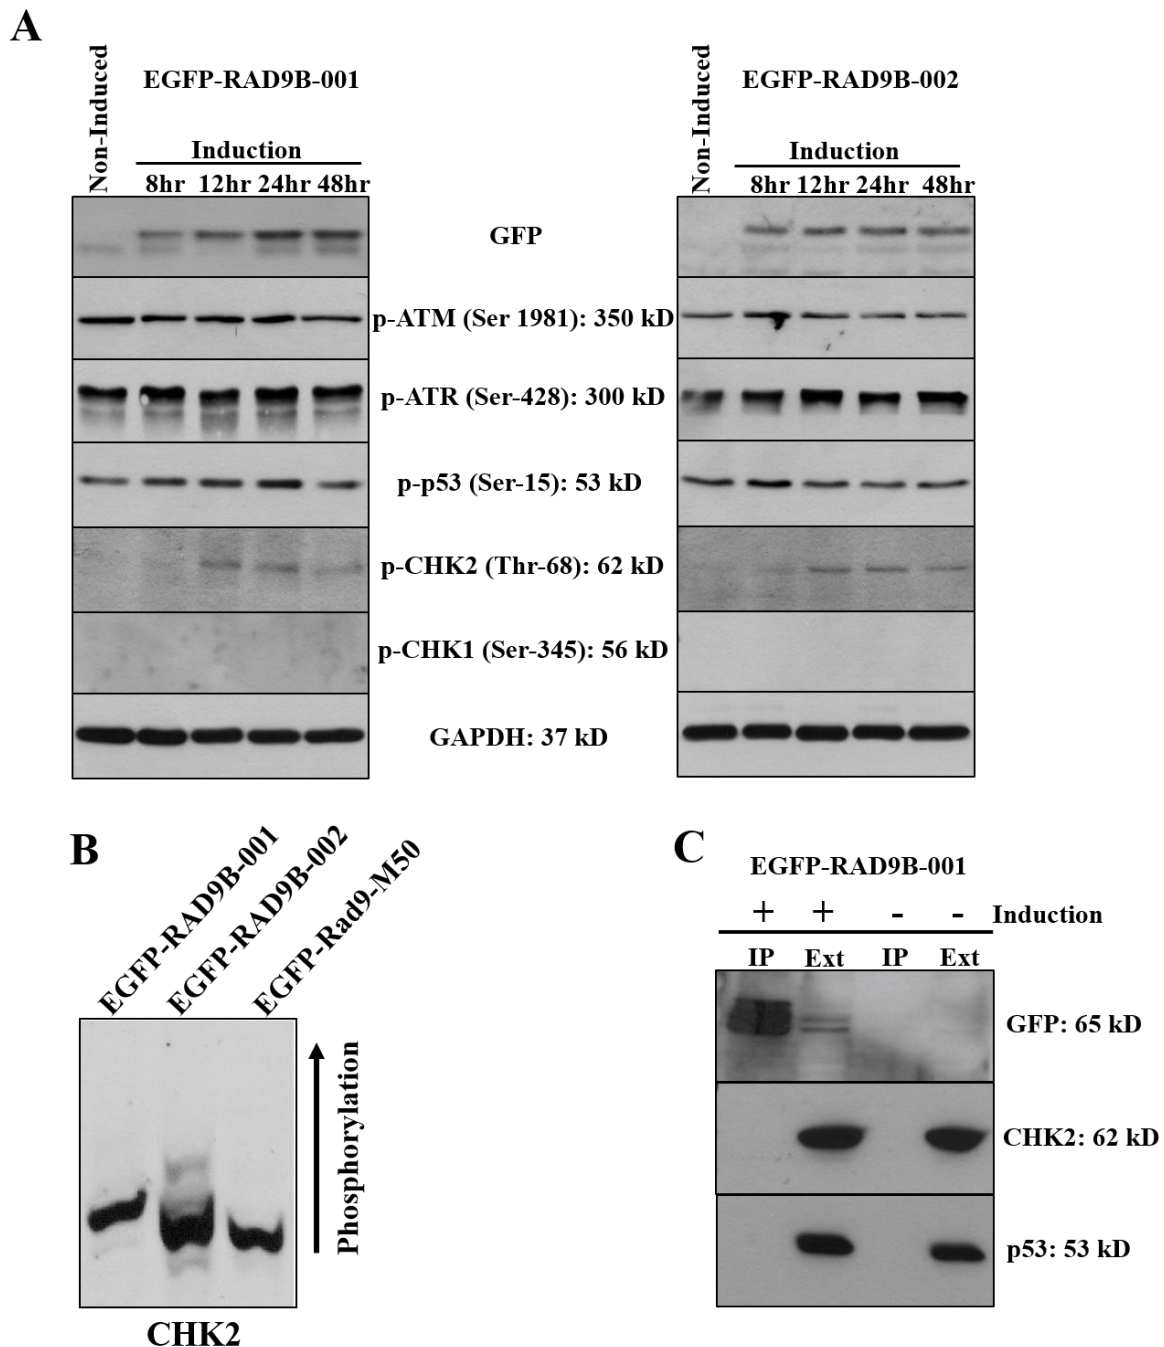 A
Non-Induced
EGFP-RAD9B-001
Induction
8hr 12hr 24hr 48hr
Non-Induced
EGFP-RAD9B-002
Induction
8hr 12hr 24hr 48hr
GFP
p-ATM (Ser 1981): 350 kD
p-ATR (Ser-428): 300 kD
p-p53 (Ser-15): 53 kD
p-CHK2 (Thr-68): 62 kD
p-CHK1 (Ser-345): 56 kD
GAPDH: 37 kD
B
EGFP-RAD9B-001
EGFP-RAD9B-002
EGFP-Rad9-M50
Phosphorylation
CHK2
C
EGFP-RAD9B-001
+ + - - Induction
IP Ext IP Ext
GFP: 65 kD
CHK2: 62 kD
p53: 53 kD